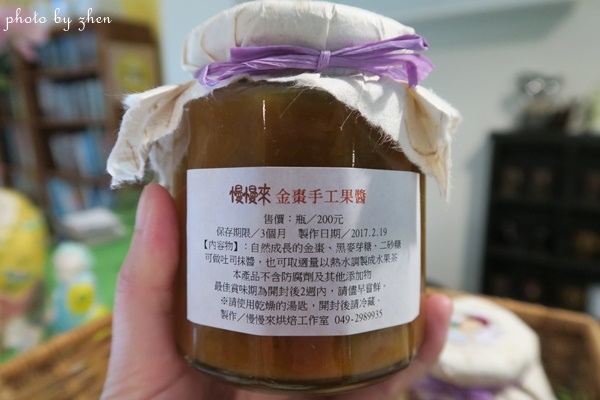 photo by zhen
慢慢來 金棗手工果醬
售價：瓶／200元
保存期限／3個月 製作日期／2017.2.19
【內容物】：自然成長的金棗、黑麥芽糖、二砂糖
可做吐司抹醬，也可取適量以熱水調製成水果茶
本產品不含防腐劑及其他添加物
最佳賞味期為開封後2週內，請儘早嘗鮮。
※請使用乾燥的湯匙，開封後請冷藏。
製作／慢慢來烘焙工作室 049-2989935